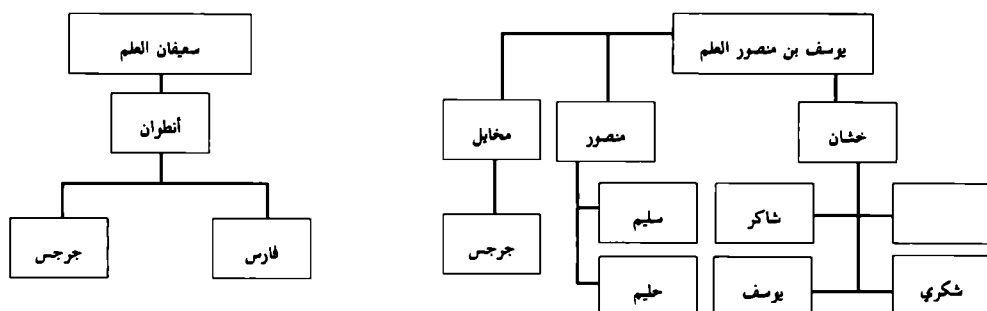 يوسف بن منصور العلم
خشان
منصور
مخايل
شاكر
سليم
جرجس
شكري
يوسف
حليم
سعيفان العلم
أنطوان
فارس
جرجس